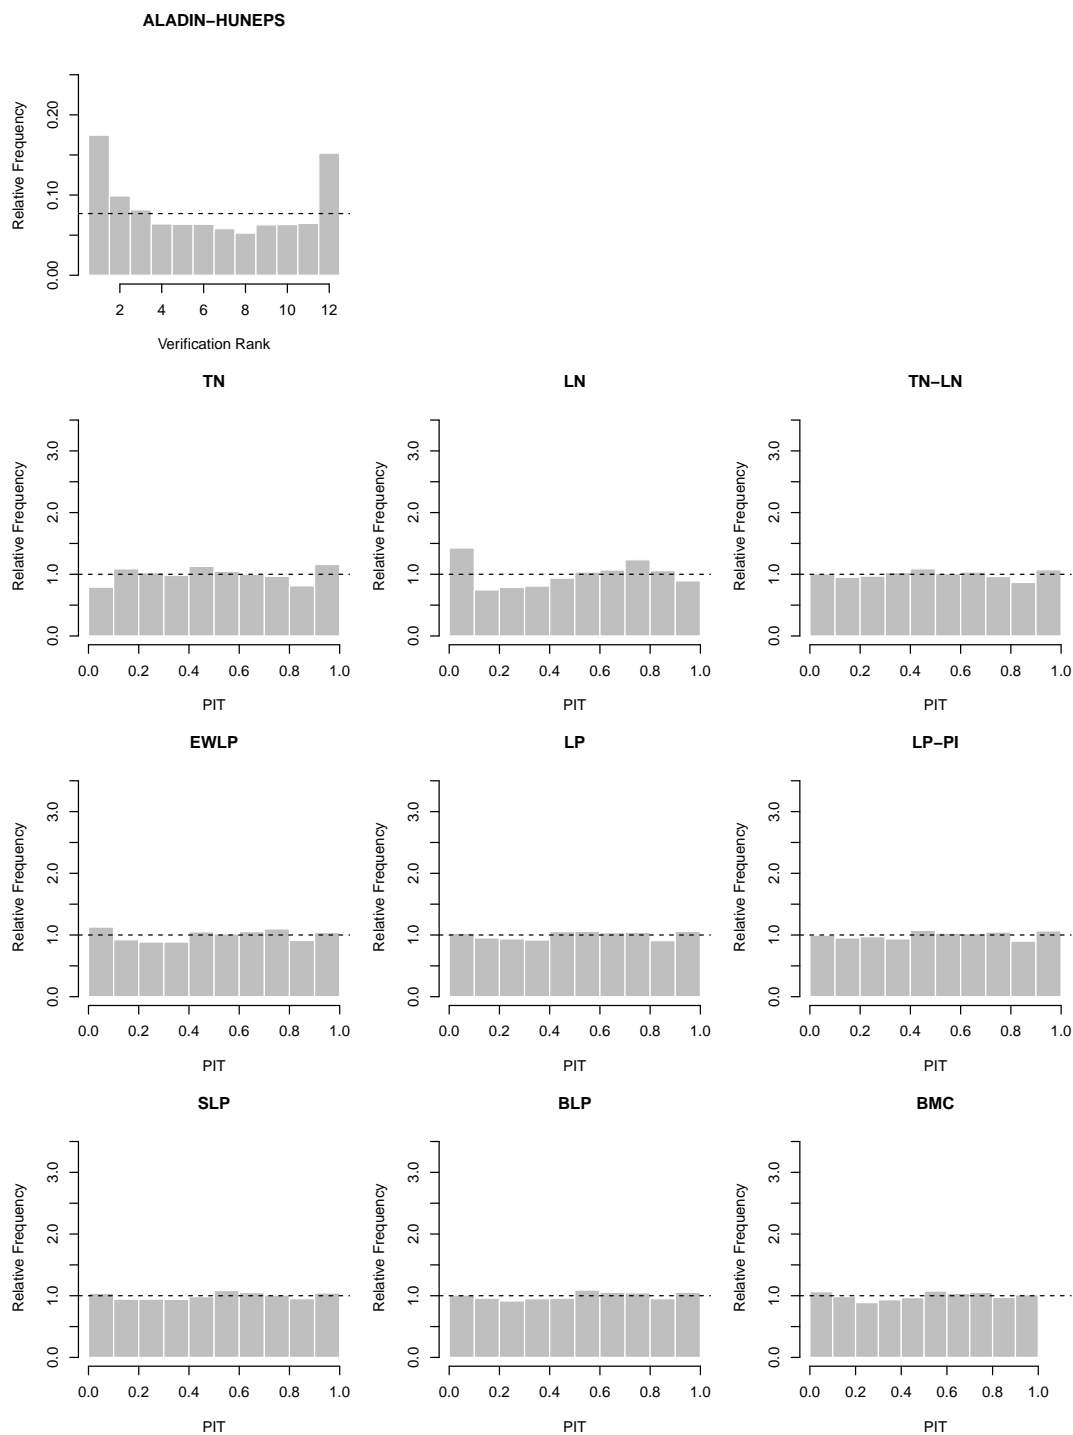 ALADIN−HUNEPS
Relative Frequency
0.00 0.10 0.20
2 4 6 8 10 12
Verification Rank
TN LN TN−LN
Relative Frequency Relative Frequency Relative Frequency
0.0 1.0 2.0 3.0 0.0 1.0 2.0 3.0 0.0 1.0 2.0 3.0
0.0 0.2 0.4 0.6 0.8 1.0 0.0 0.2 0.4 0.6 0.8 1.0 0.0 0.2 0.4 0.6 0.8 1.0
PIT PIT PIT
EWLP LP LP−PI
Relative Frequency Relative Frequency Relative Frequency
0.0 1.0 2.0 3.0 0.0 1.0 2.0 3.0 0.0 1.0 2.0 3.0
0.0 0.2 0.4 0.6 0.8 1.0 0.0 0.2 0.4 0.6 0.8 1.0 0.0 0.2 0.4 0.6 0.8 1.0
PIT PIT PIT
SLP BLP BMC
Relative Frequency Relative Frequency Relative Frequency
0.0 1.0 2.0 3.0 0.0 1.0 2.0 3.0 0.0 1.0 2.0 3.0
0.0 0.2 0.4 0.6 0.8 1.0 0.0 0.2 0.4 0.6 0.8 1.0 0.0 0.2 0.4 0.6 0.8 1.0
PIT PIT PIT